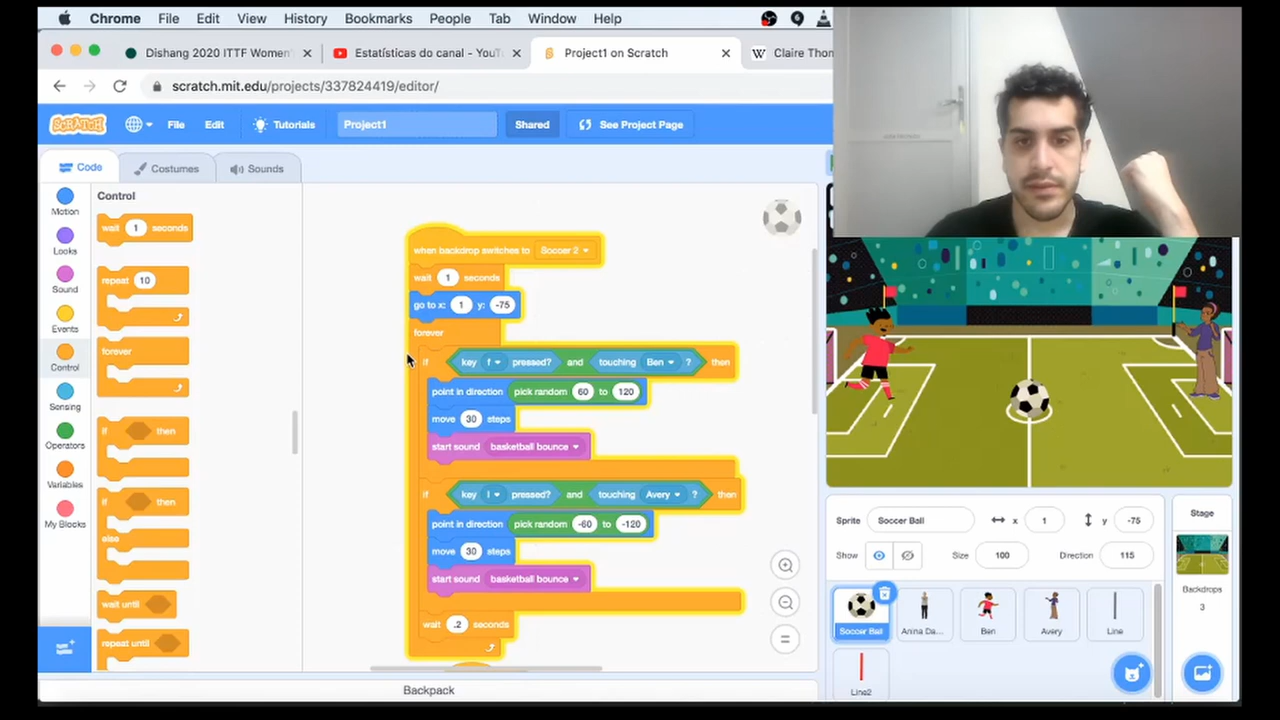 Chrome File Edit View History Bookmarks People Tab Window Help
Dishang 2020 ITTF Women' Estatísticas do canal - YouTu Project1 on Scratch Claire Thon
scratch.mit.edu/projects/337824419/editor/
SCRATCH File Edit Tutorials Project1 Shared See Project Page
Code Costumes Sounds
Motion
Looks
Sound
Events
Control
Sensing
Operators
Variables
My Blocks
Control
wait 1 seconds
repeat 10
forever
if then
if then
else
wait until
repeat until
when backdrop switches to Soccer 2
wait 1 seconds
go to x: 1 y: -75
forever
if key f pressed? and touching Ben ? then
point in direction pick random 60 to 120
move 30 steps
start sound basketball bounce
if key l pressed? and touching Avery ? then
point in direction pick random -60 to -120
move 30 steps
start sound basketball bounce
wait .2 seconds
Sprite Soccer Ball x 1 y -75
Show Size 100 Direction 115
Soccer Ball Anina Da... Ben Avery Line
Line2
Stage
Backdrops
3
Backpack